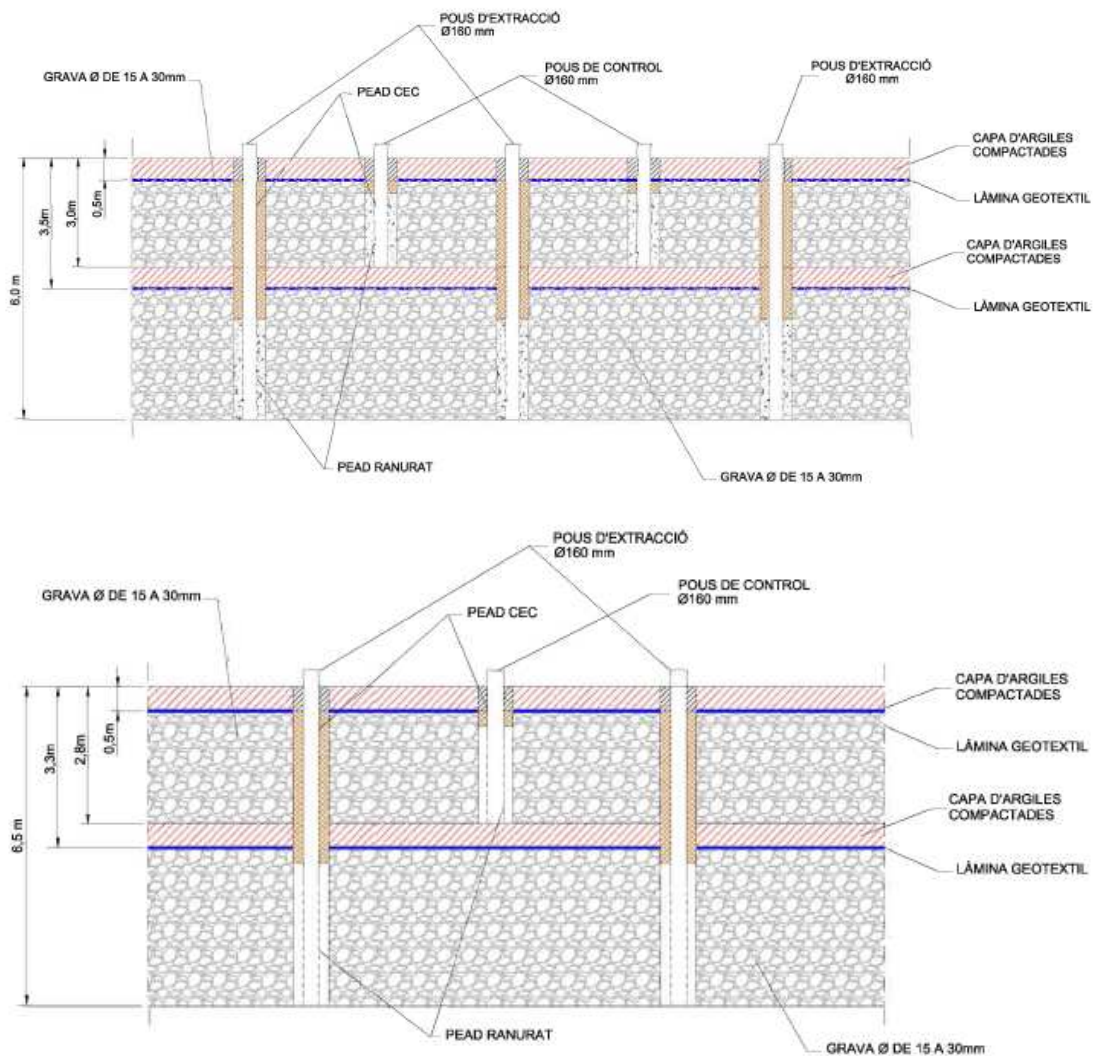 POUS D'EXTRACCIÓ
Ø160 mm
POUS DE CONTROL
Ø160 mm
POUS D'EXTRACCIÓ
Ø160 mm
GRAVA Ø DE 15 A 30mm
PEAD CEC
CAPA D'ARGILES
COMPACTADES
LÀMINA GEOTEXTIL
CAPA D'ARGILES
COMPACTADES
LÀMINA GEOTEXTIL
0,5m
3,0m
3,5m
6,0 m
PEAD RANURAT
GRAVA Ø DE 15 A 30mm
POUS D'EXTRACCIÓ
Ø160 mm
POUS DE CONTROL
Ø160 mm
GRAVA Ø DE 15 A 30mm
PEAD CEC
CAPA D'ARGILES
COMPACTADES
LÀMINA GEOTEXTIL
CAPA D'ARGILES
COMPACTADES
LÀMINA GEOTEXTIL
0,5m
2,8m
3,3m
6,5 m
PEAD RANURAT
GRAVA Ø DE 15 A 30mm